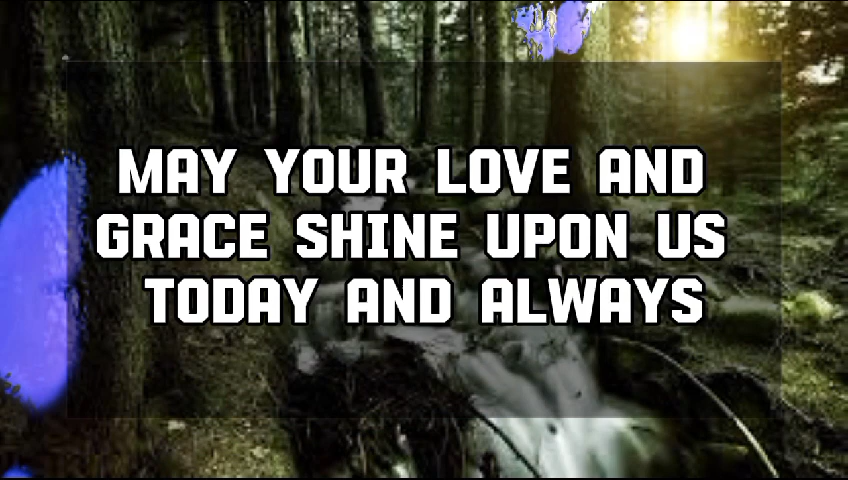 MAY YOUR LOVE AND
GRACE SHINE UPON US
TODAY AND ALWAYS